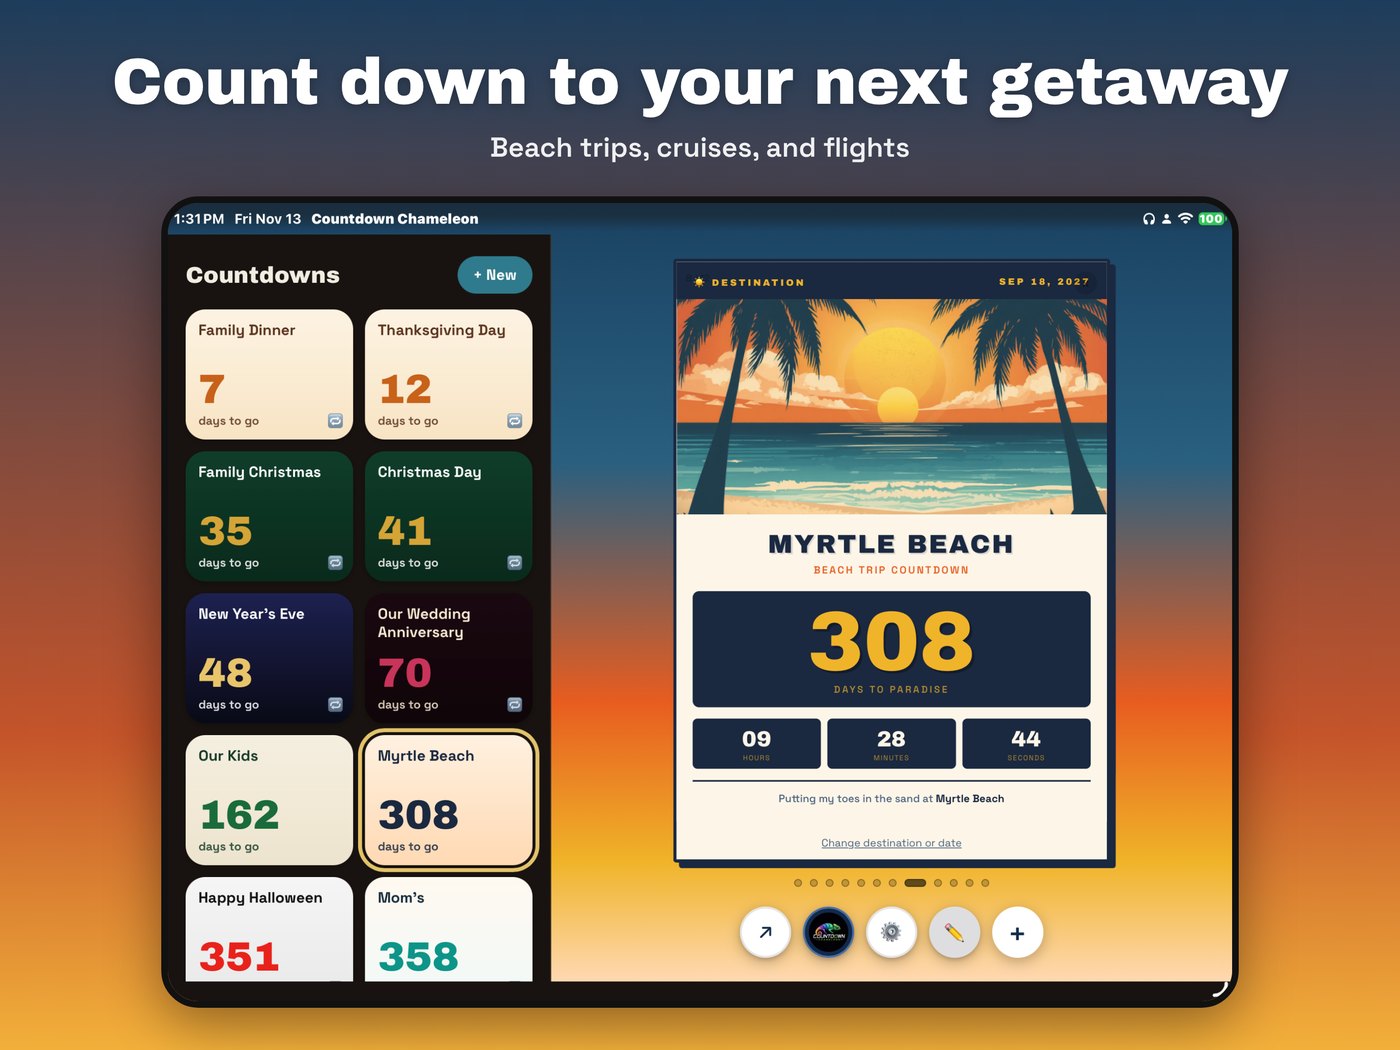 Count down to your next getaway
Beach trips, cruises, and flights
1:31 PM Fri Nov 13 Countdown Chameleon
100
Countdowns
+ New
Family Dinner
7
days to go
Thanksgiving Day
12
days to go
Family Christmas
35
days to go
Christmas Day
41
days to go
New Year's Eve
48
days to go
Our Wedding
Anniversary
70
days to go
Our Kids
162
days to go
Myrtle Beach
308
days to go
Happy Halloween
351
Mom's
358
DESTINATION
SEP 18, 2027
MYRTLE BEACH
BEACH TRIP COUNTDOWN
308
DAYS TO PARADISE
09
HOURS
28
MINUTES
44
SECONDS
Putting my toes in the sand at Myrtle Beach
Change destination or date
COUNTDOWN
+